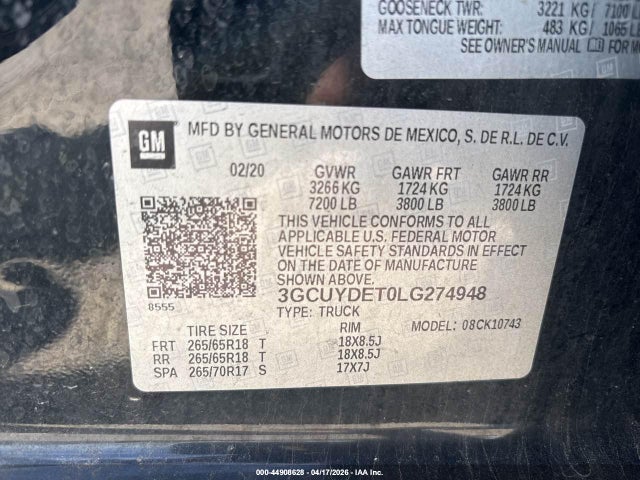 GOOSENECK TWR: 3221 KG/ 7100 L
MAX TONGUE WEIGHT: 483 KG/ 1065 L
SEE OWNER'S MANUAL FOR MO
GM
MFD BY GENERAL MOTORS DE MEXICO, S. DE R.L. DE C.V.
02/20 GVWR GAWR FRT GAWR RR
3266 KG 1724 KG 1724 KG
7200 LB 3800 LB 3800 LB
THIS VEHICLE CONFORMS TO ALL
APPLICABLE U.S. FEDERAL MOTOR
VEHICLE SAFETY STANDARDS IN EFFECT
ON THE DATE OF MANUFACTURE
SHOWN ABOVE.
3GCUYDET0LG274948
8555
TYPE: TRUCK
MODEL: 08CK10743
TIRE SIZE RIM
FRT 265/65R18 T 18X8.5J
RR 265/65R18 T 18X8.5J
SPA 265/70R17 S 17X7J
000-44908628 - 04/17/2026 - IAA Inc.